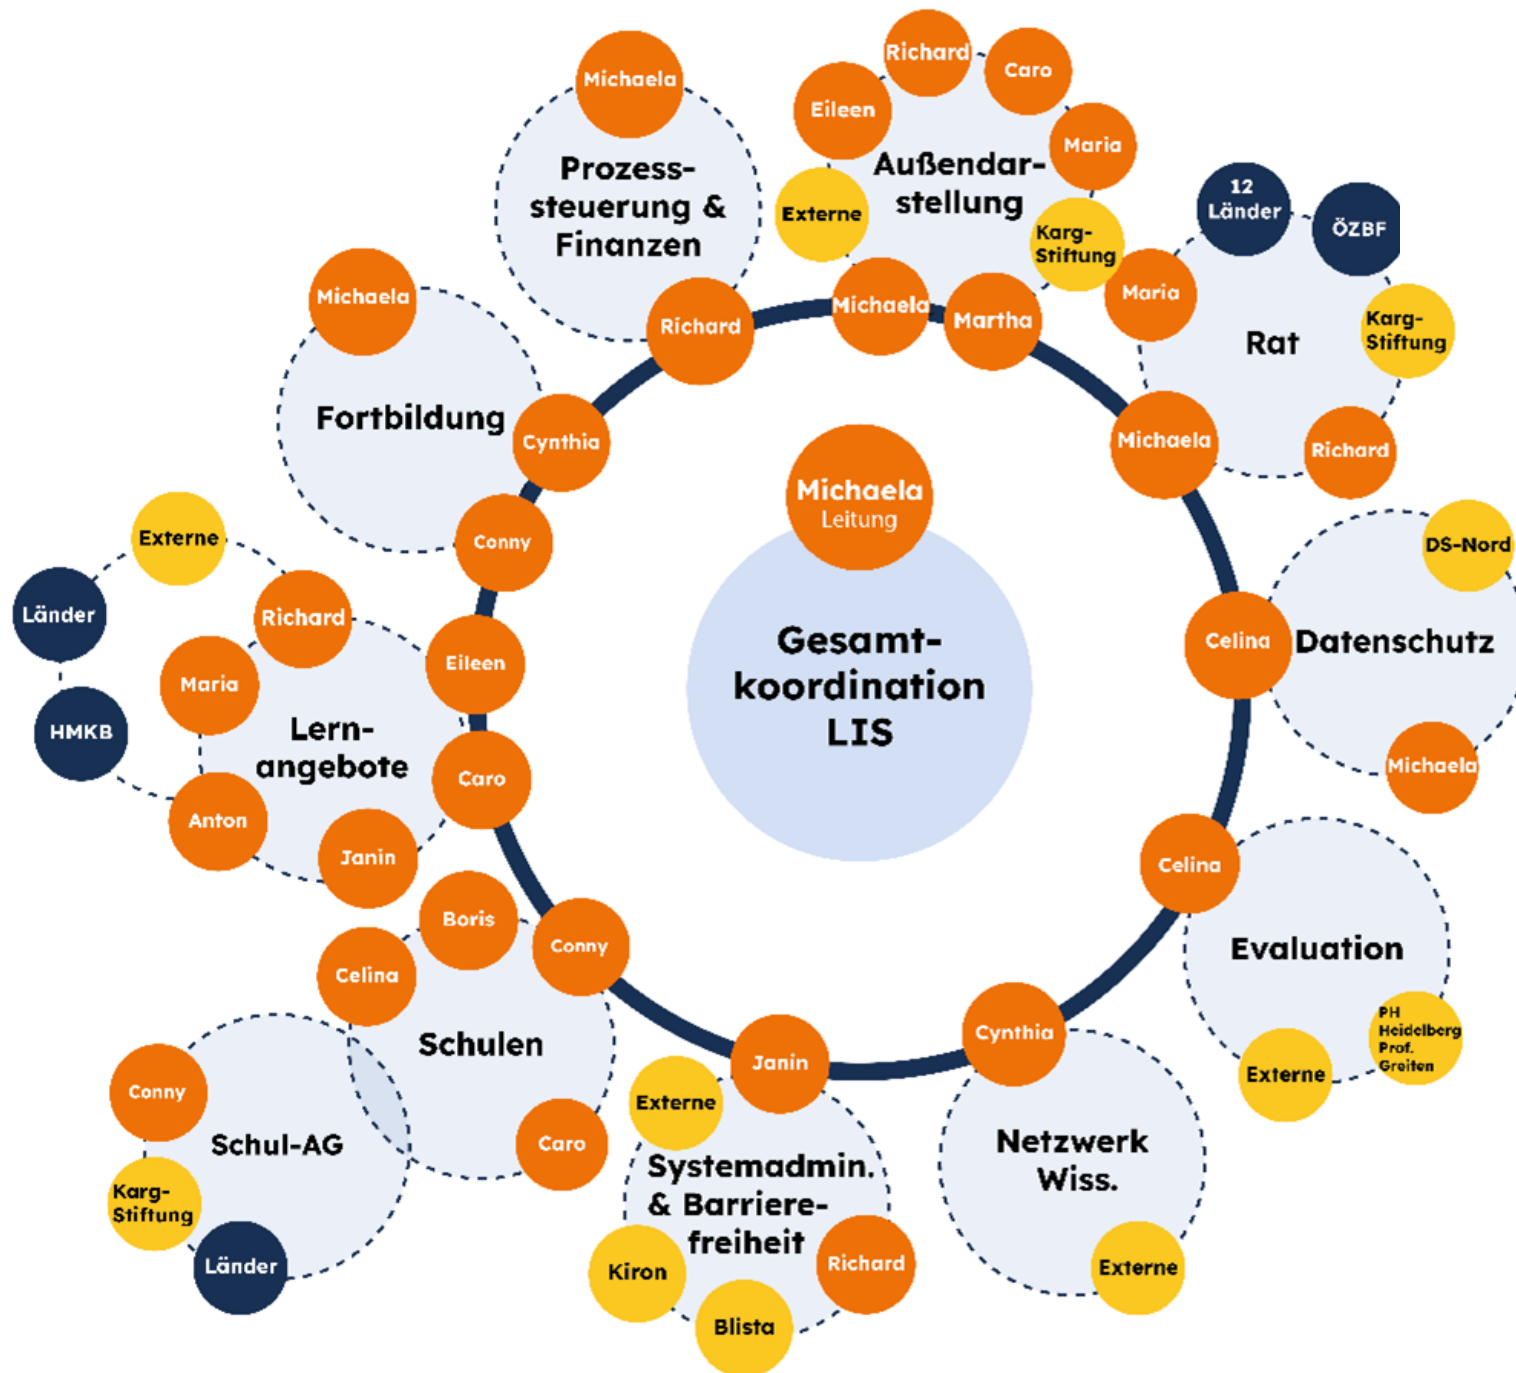 Michaela
Prozess-
steuerung &
Finanzen
Richard
Richard
Caro
Eileen
Maria
Außendar-
stellung
Externe
Karg-
Stiftung
Michaela
Martha
12
Länder
ÖZBF
Maria
Karg-
Stiftung
Rat
Michaela
Richard
Michaela
Fortbildung
Cynthia
Conny
Michaela
Leitung
Gesamt-
koordination
LIS
DS-Nord
Celina
Datenschutz
Michaela
Externe
Länder
Richard
Maria
Eileen
HMKB
Lern-
angebote
Caro
Anton
Janin
Celina
Evaluation
PH
Heidelberg
Prof.
Greiten
Externe
Boris
Conny
Celina
Schulen
Caro
Conny
Schul-AG
Karg-
Stiftung
Länder
Janin
Externe
Systemadmin.
& Barriere-
freiheit
Kiron
Richard
Blista
Cynthia
Netzwerk
Wiss.
Externe